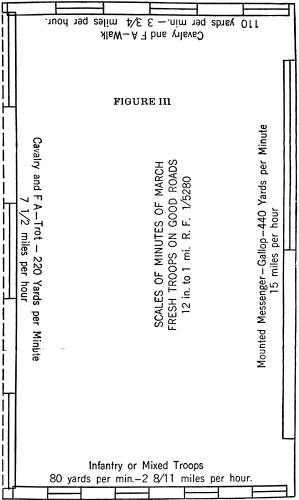 Cavalry and F A—Walk
110 yards per min.— 3 3/4 miles per hour.
FIGURE III
Cavalry and F A—Trot — 220 Yards per Minute
7 1/2 miles per hour
SCALES OF MINUTES OF MARCH
FRESH TROOPS ON GOOD ROADS
12 in. to 1 mi. R. F. 1/5280
Mounted Messenger—Gallop—440 Yards per Minute
15 miles per hour
Infantry or Mixed Troops
80 yards per min.—2 8/11 miles per hour.